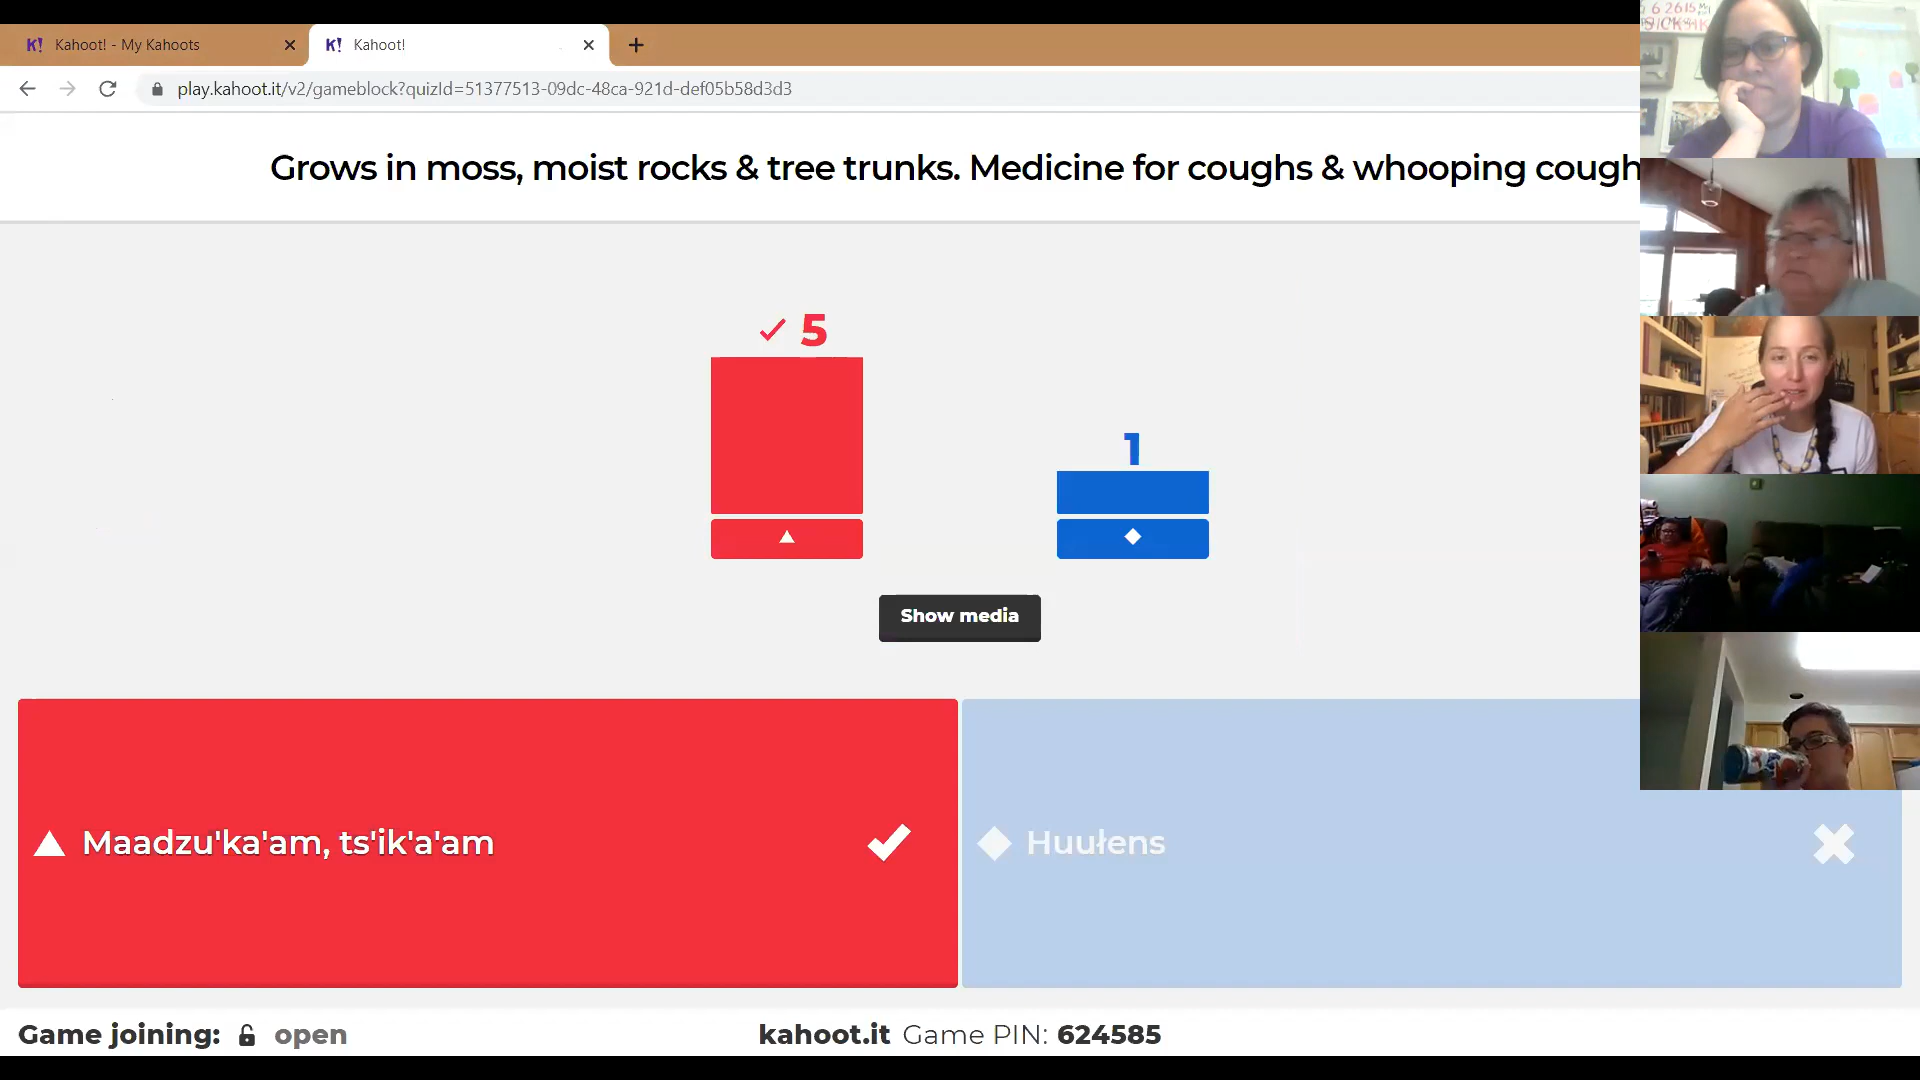 Kahoot! - My Kahoots
Kahoot!
play.kahoot.it/v2/gameblock?quizId=51377513-09dc-48ca-921d-def05b58d3d3
Grows in moss, moist rocks & tree trunks. Medicine for coughs & whooping cough
5
1
Show media
Maadzu'ka'am, ts'ik'a'am
Huułens
Game joining: open
kahoot.it Game PIN: 624585